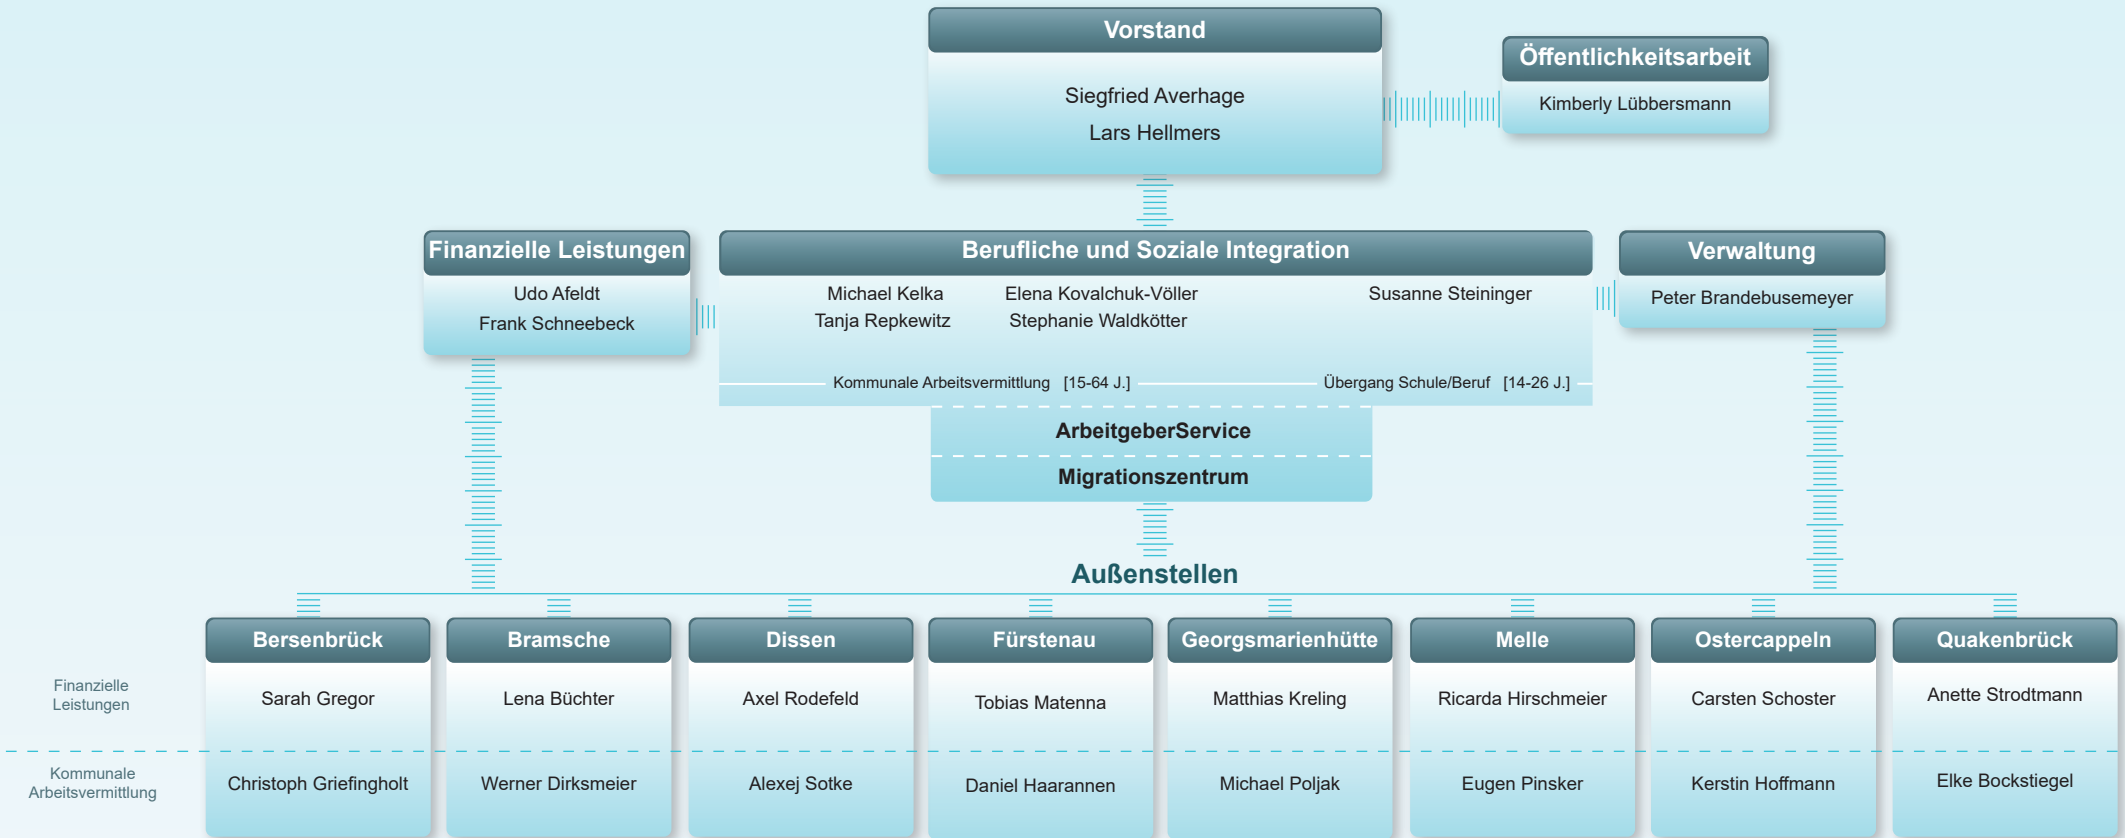 Vorstand
Siegfried Averhage
Lars Hellmers
Öffentlichkeitsarbeit
Kimberly Lübbersmann
Finanzielle Leistungen
Udo Afeldt
Frank Schneebeck
Berufliche und Soziale Integration
Michael Kelka
Tanja Repkewitz
Elena Kovalchuk-Völler
Stephanie Waldkötter
Susanne Steininger
Kommunale Arbeitsvermittlung [15-64 J.]
Übergang Schule/Beruf [14-26 J.]
ArbeitgeberService
Migrationszentrum
Verwaltung
Peter Brandebusemeyer
Außenstellen
Finanzielle
Leistungen
Kommunale
Arbeitsvermittlung
Bersenbrück
Sarah Gregor
Christoph Griefingholt
Bramsche
Lena Büchter
Werner Dirksmeier
Dissen
Axel Rodefeld
Alexej Sotke
Fürstenau
Tobias Matenna
Daniel Haarannen
Georgsmarienhütte
Matthias Kreling
Michael Poljak
Melle
Ricarda Hirschmeier
Eugen Pinsker
Ostercappeln
Carsten Schoster
Kerstin Hoffmann
Quakenbrück
Anette Strodtmann
Elke Bockstiegel